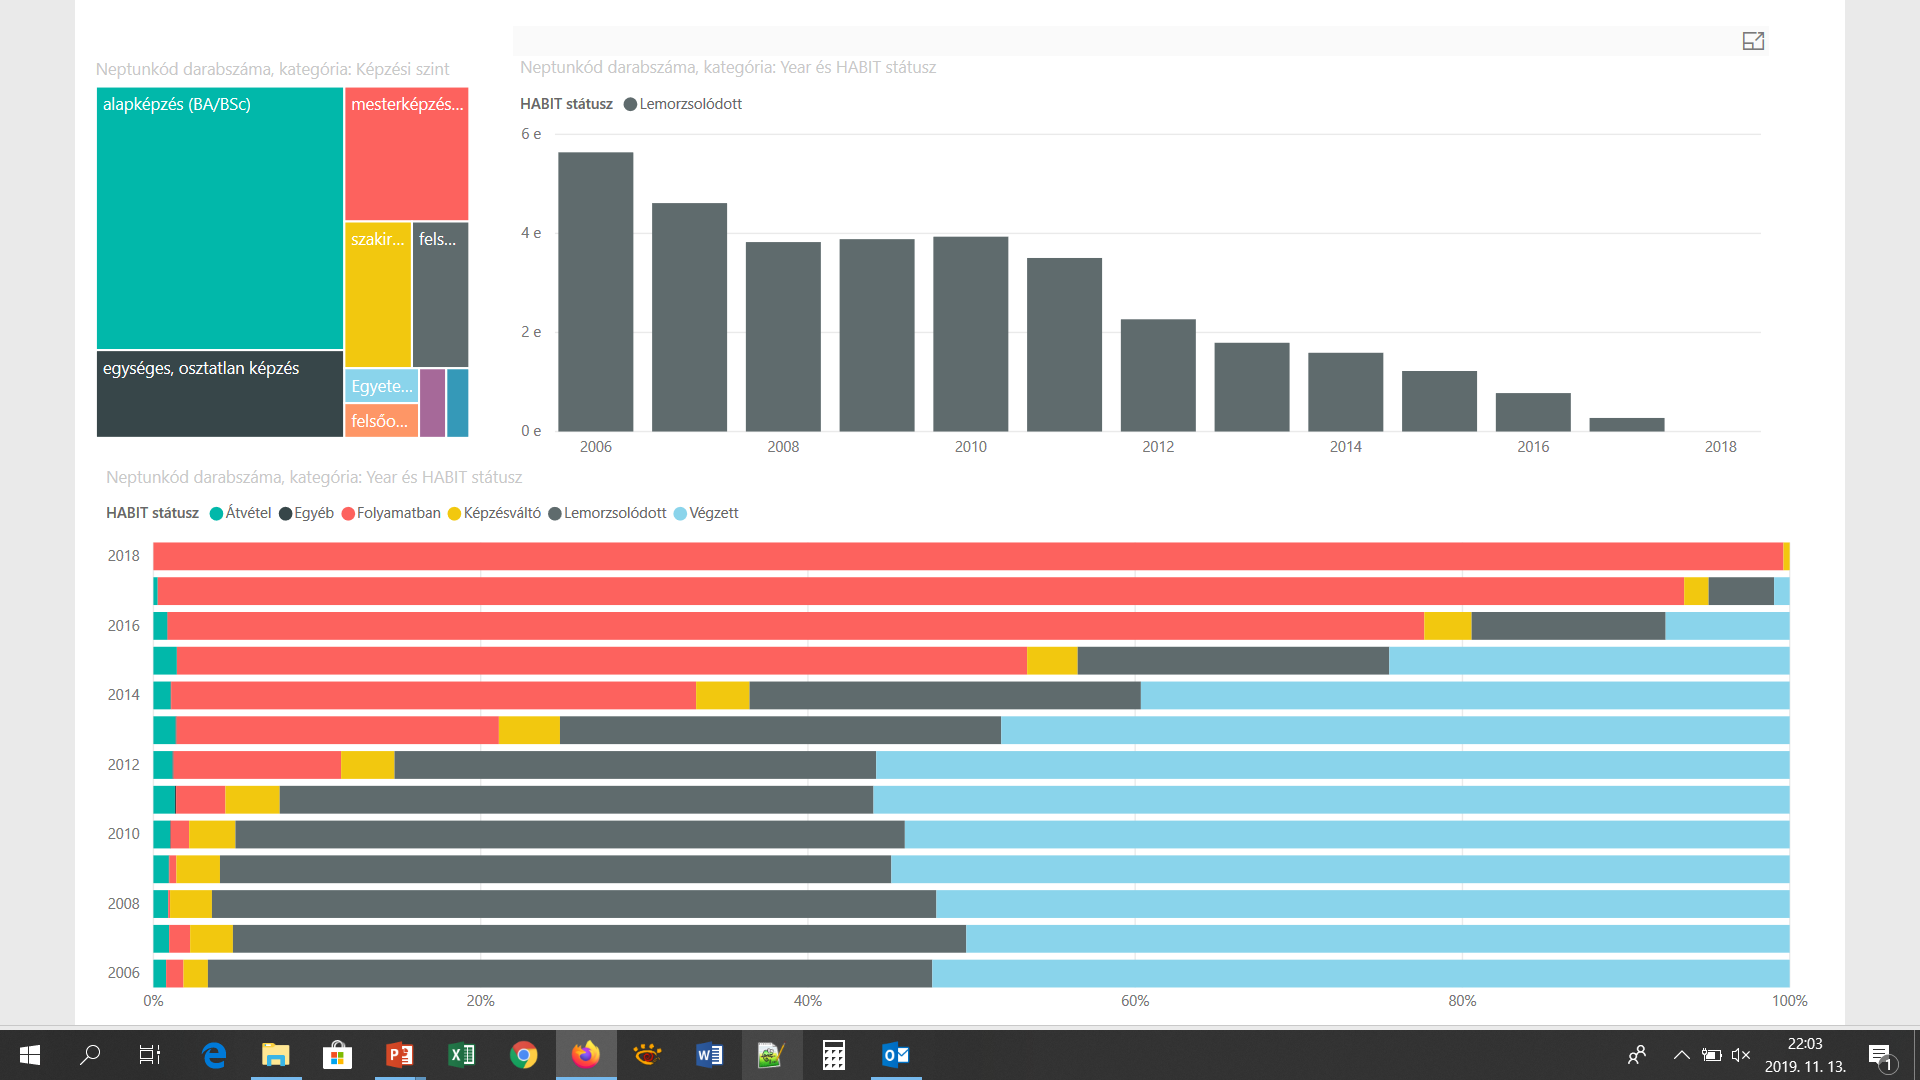 Neptunkód darabszáma, kategória: Képzési szint
alapképzés (BA/BSc)
mesterképzés...
szakir...
fels...
egységes, osztatlan képzés
Egyete...
felsőo...
Neptunkód darabszáma, kategória: Year és HABIT státusz
HABIT státusz Lemorzsolódott
6 e
4 e
2 e
0 e
2006 2008 2010 2012 2014 2016 2018
Neptunkód darabszáma, kategória: Year és HABIT státusz
HABIT státusz Átvétel Egyéb Folyamatban Képzésváltó Lemorzsolódott Végzett
2018
2016
2014
2012
2010
2008
2006
0% 20% 40% 60% 80% 100%
22:03
2019. 11. 13.
1